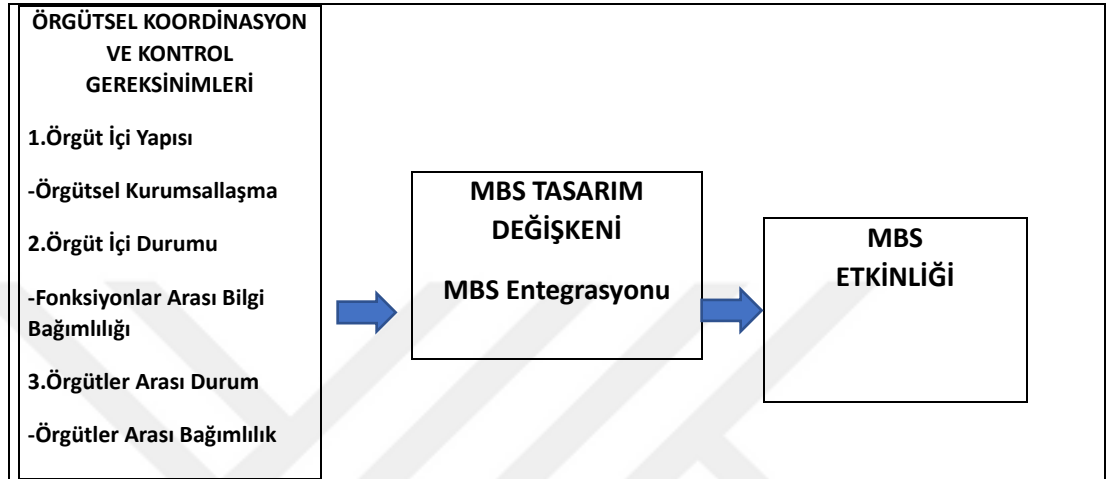 ÖRGÜTSEL KOORDİNASYON
VE KONTROL
GEREKSİNİMLERİ
1.Örgüt İçi Yapısı
-Örgütsel Kurumsallaşma
2.Örgüt İçi Durumu
-Fonksiyonlar Arası Bilgi
Bağımlılığı
3.Örgütler Arası Durum
-Örgütler Arası Bağımlılık
MBS TASARIM
DEĞİŞKENİ
MBS Entegrasyonu
MBS
ETKİNLİĞİ